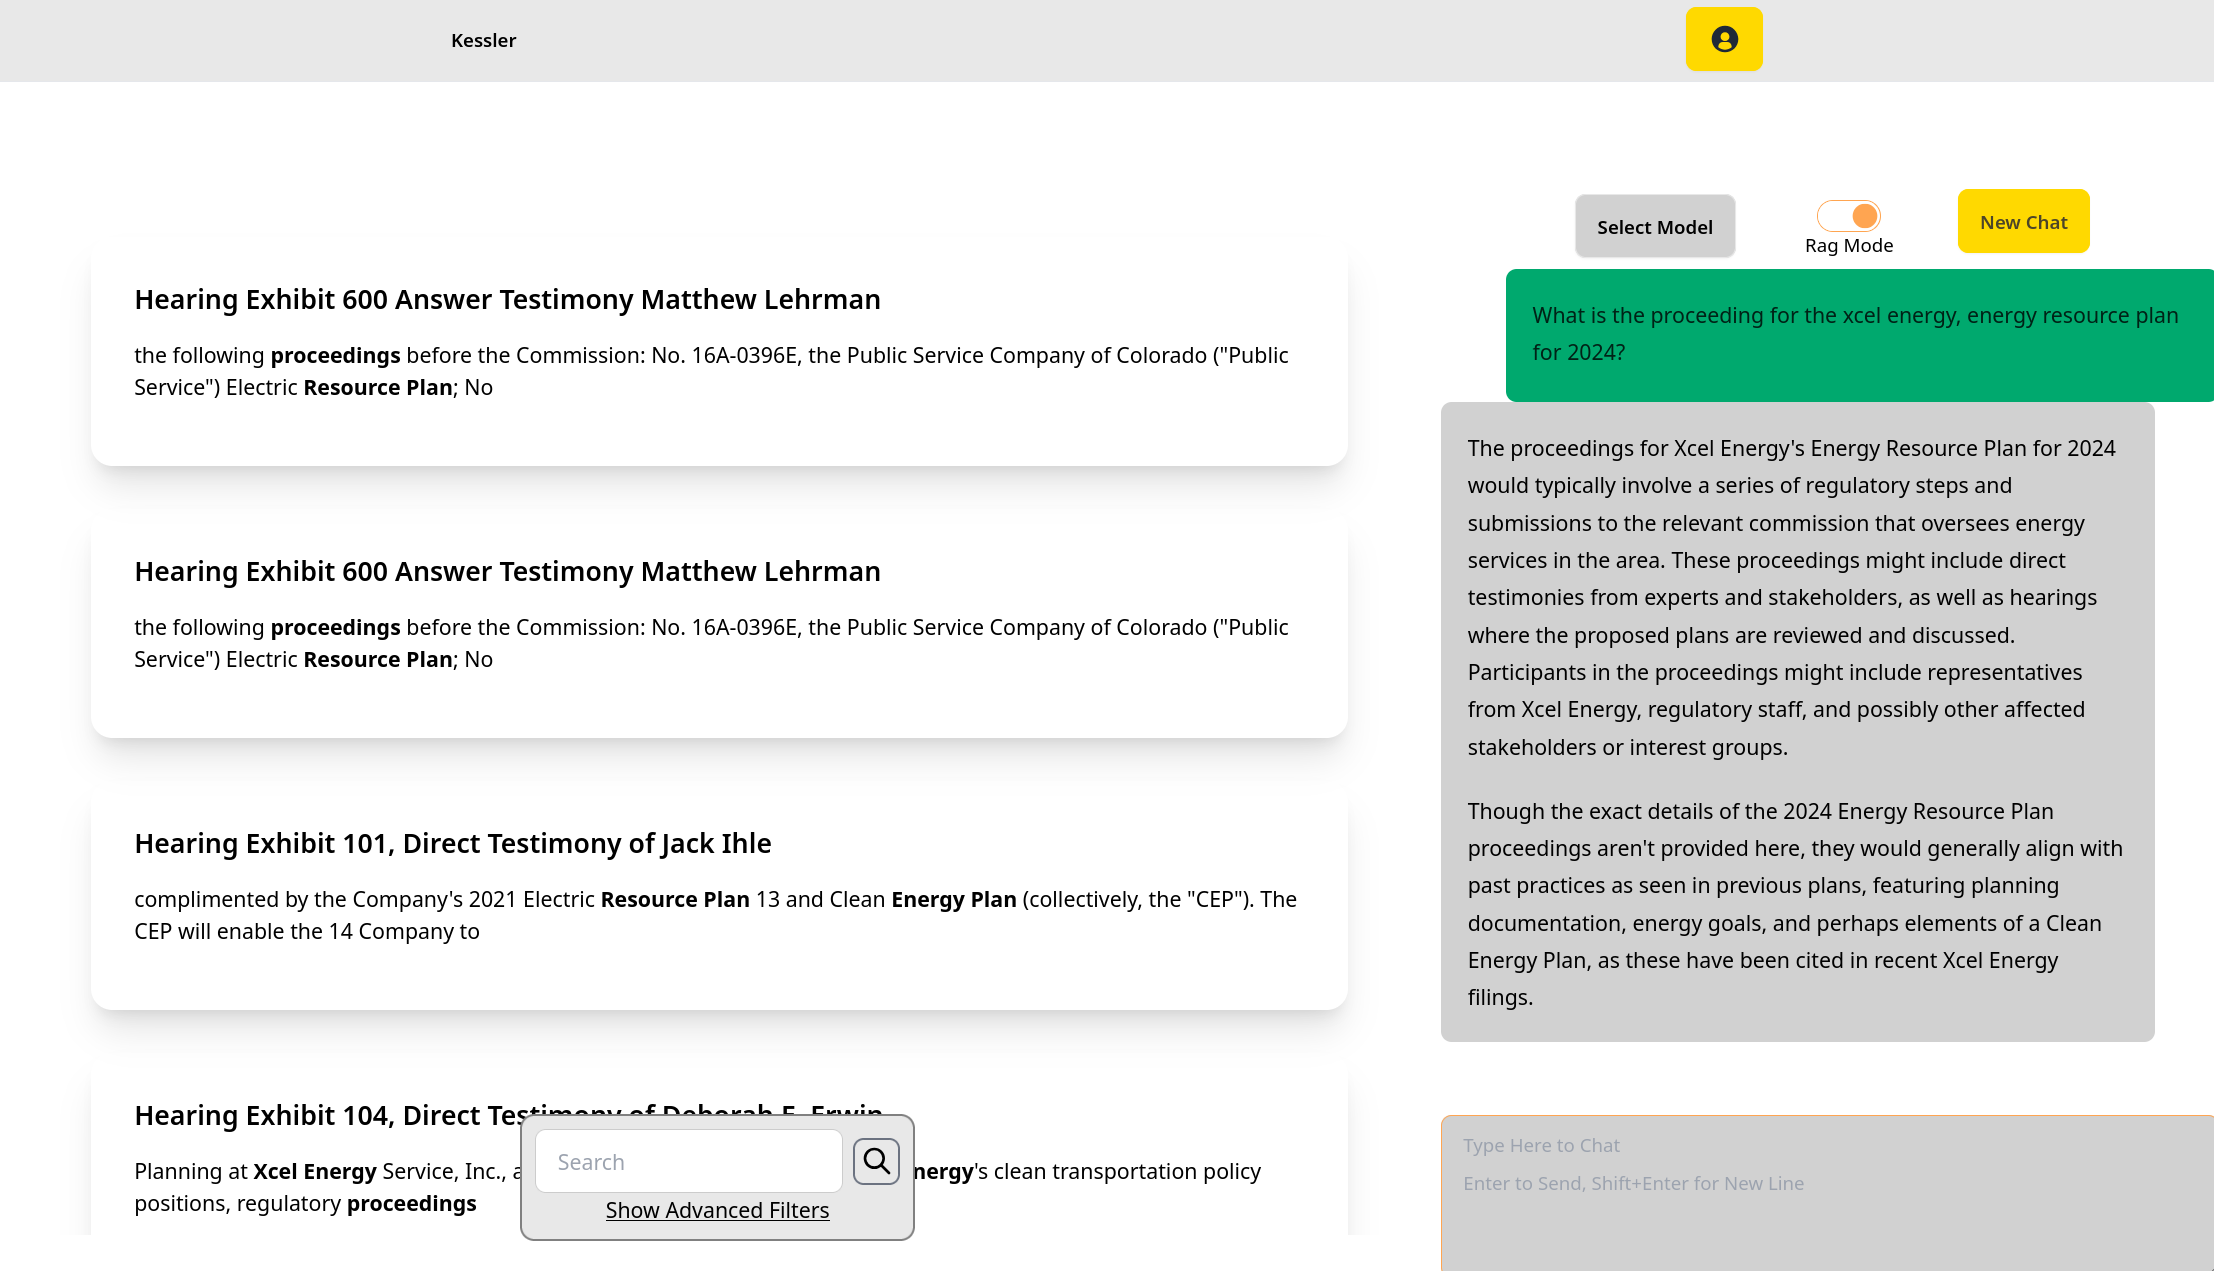 Kessler
Hearing Exhibit 600 Answer Testimony Matthew Lehrman
the following proceedings before the Commission: No. 16A-0396E, the Public Service Company of Colorado ("Public
Service") Electric Resource Plan; No
Hearing Exhibit 600 Answer Testimony Matthew Lehrman
the following proceedings before the Commission: No. 16A-0396E, the Public Service Company of Colorado ("Public
Service") Electric Resource Plan; No
Hearing Exhibit 101, Direct Testimony of Jack Ihle
complimented by the Company's 2021 Electric Resource Plan 13 and Clean Energy Plan (collectively, the "CEP"). The
CEP will enable the 14 Company to
Hearing Exhibit 104, Direct Testimony of Deborah E. Erwin
Planning at Xcel Energy Service, Inc., a nergy's clean transportation policy
positions, regulatory proceedings
Search
Show Advanced Filters
Select Model
Rag Mode
New Chat
What is the proceeding for the xcel energy, energy resource plan
for 2024?
The proceedings for Xcel Energy's Energy Resource Plan for 2024
would typically involve a series of regulatory steps and
submissions to the relevant commission that oversees energy
services in the area. These proceedings might include direct
testimonies from experts and stakeholders, as well as hearings
where the proposed plans are reviewed and discussed.
Participants in the proceedings might include representatives
from Xcel Energy, regulatory staff, and possibly other affected
stakeholders or interest groups.
Though the exact details of the 2024 Energy Resource Plan
proceedings aren't provided here, they would generally align with
past practices as seen in previous plans, featuring planning
documentation, energy goals, and perhaps elements of a Clean
Energy Plan, as these have been cited in recent Xcel Energy
filings.
Type Here to Chat
Enter to Send, Shift+Enter for New Line